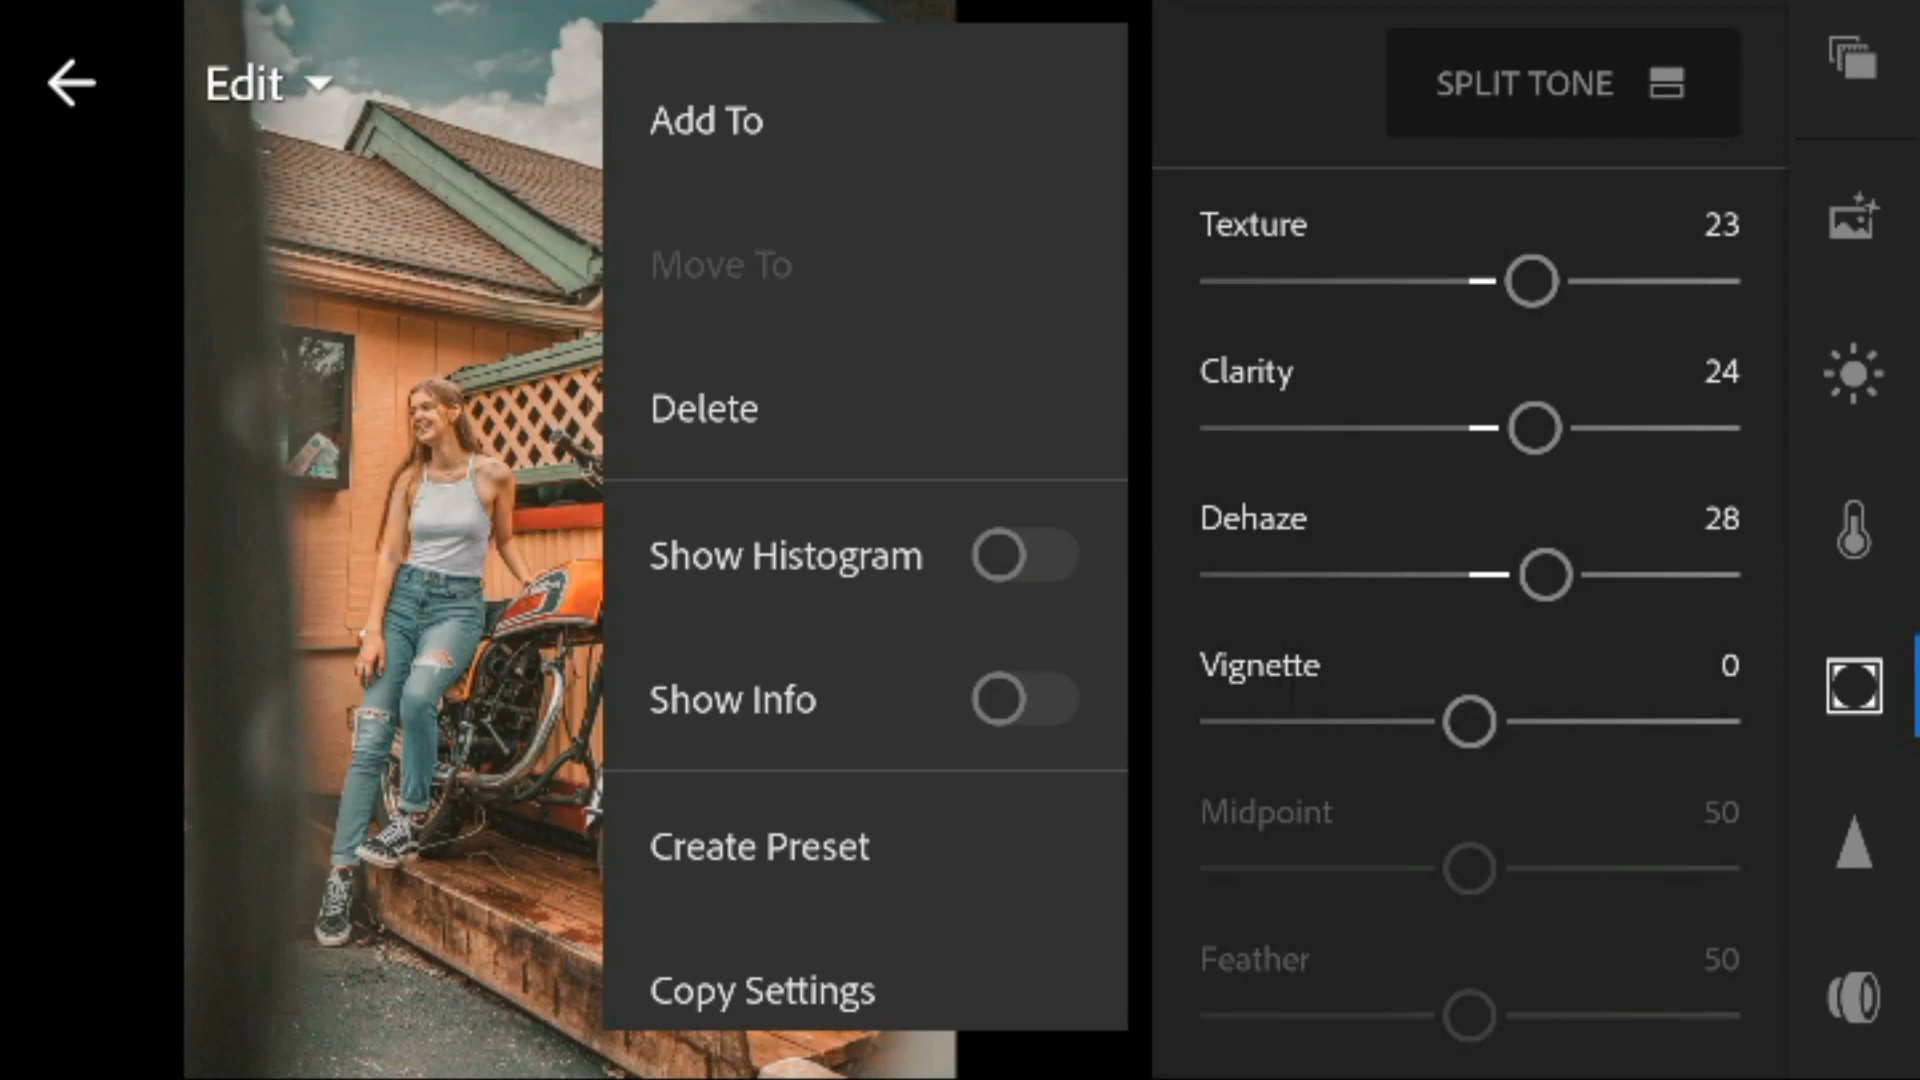 Edit
Add To
Move To
Delete
Show Histogram
Show Info
Create Preset
Copy Settings
SPLIT TONE
Texture 23
Clarity 24
Dehaze 28
Vignette 0
Midpoint 50
Feather 50